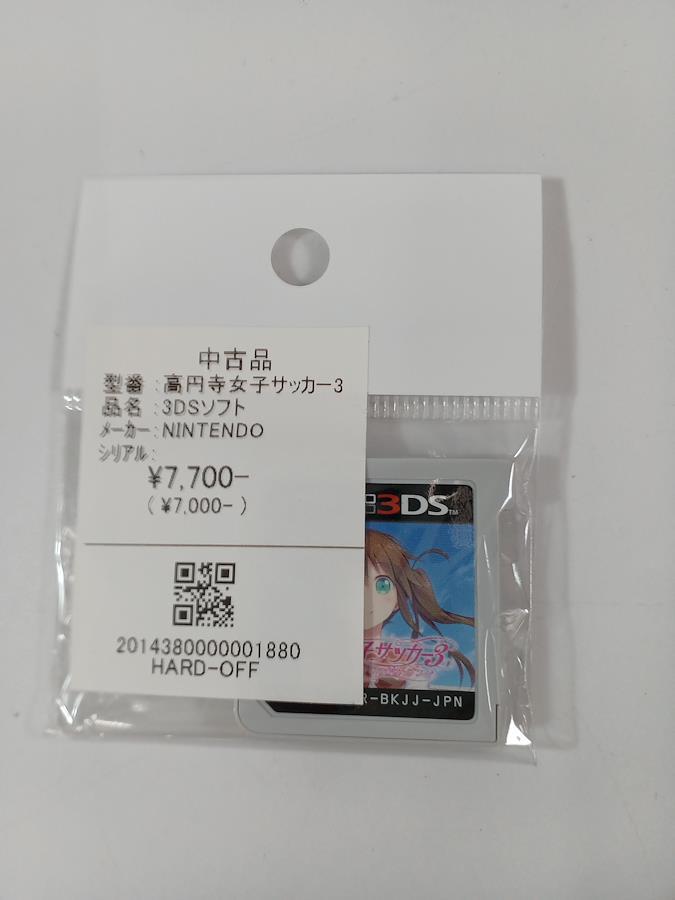 中古品
型番:高円寺女子サッカー3
品名:3DSソフト
メーカー:NINTENDO
シリアル:
¥7,700-
(¥7,000-)
2014380000001880
HARD-OFF
3DS™
サッカー3
-BKJJ-JPN